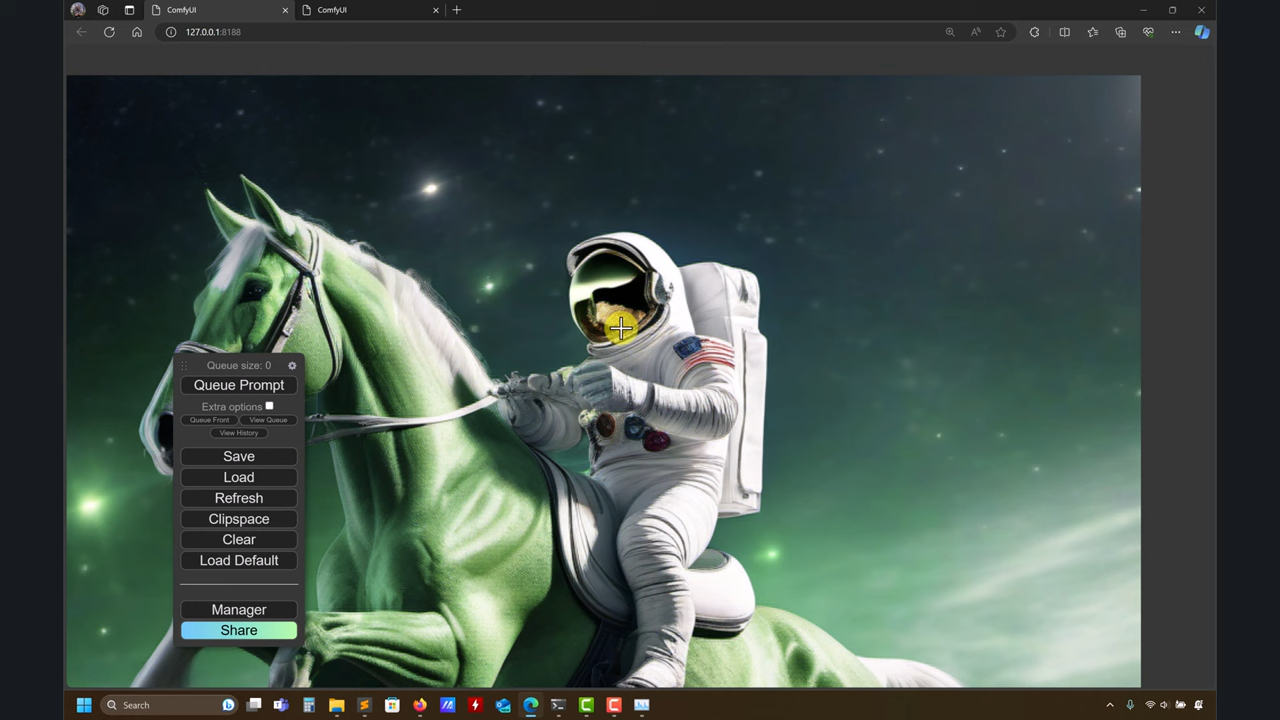 ComfyUI
ComfyUI
127.0.0.1:8188
Queue size: 0
Queue Prompt
Extra options
Queue Front
View Queue
View History
Save
Load
Refresh
Clipspace
Clear
Load Default
Manager
Share
Search